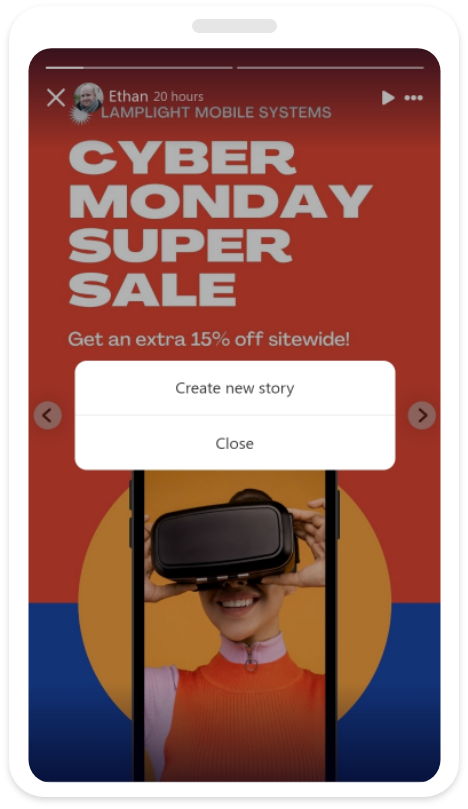 Ethan 20 hours
LAMPLIGHT MOBILE SYSTEMS
CYBER
MONDAY
SUPER
SALE
Get an extra 15% off sitewide!
Create new story
Close